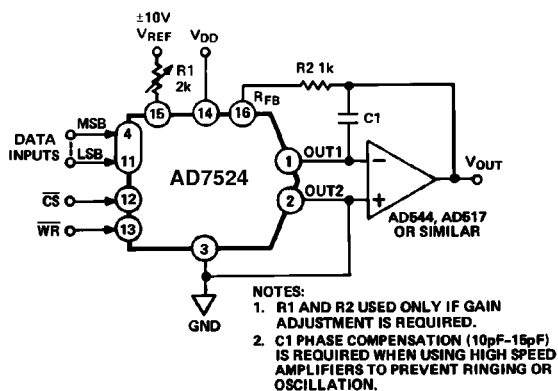 ±10V
VREF
VDD
R1
2k
R2 1k
RFB
C1
15
14
16
MSB
4
DATA
INPUTS
LSB
11
AD7524
1
OUT1
2
OUT2
−
+
VOUT
AD544, AD517
OR SIMILAR
CS
12
WR
13
3
GND
NOTES:
1. R1 AND R2 USED ONLY IF GAIN
ADJUSTMENT IS REQUIRED.
2. C1 PHASE COMPENSATION (10pF–15pF)
IS REQUIRED WHEN USING HIGH SPEED
AMPLIFIERS TO PREVENT RINGING OR
OSCILLATION.